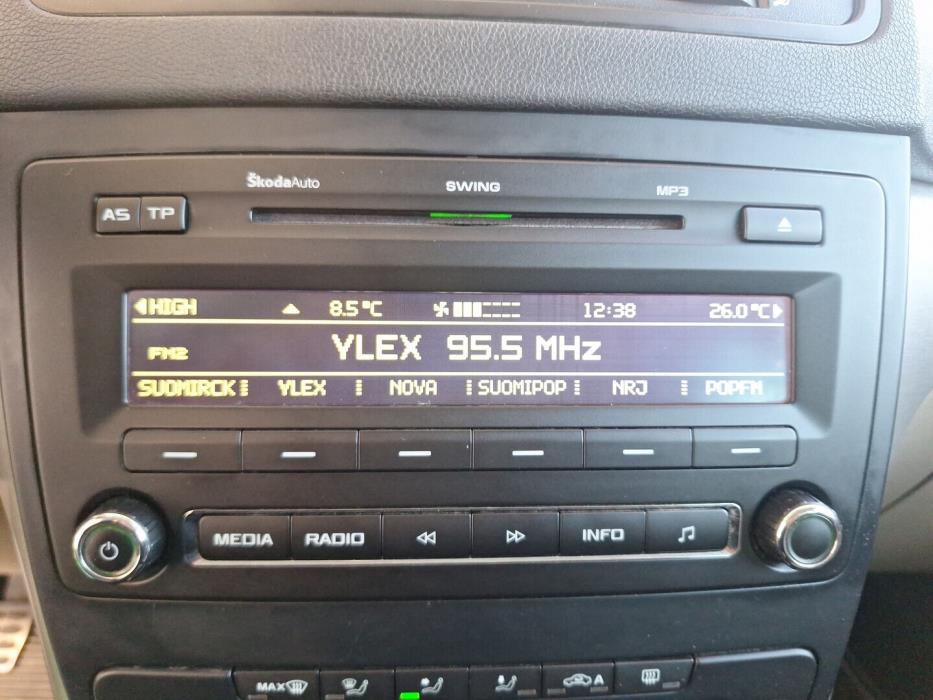 ŠkodaAuto SWING MP3
AS TP
HIGH 8.5°C 12:38 26.0°C
FM2 YLEX 95.5 MHz
SUOMIRCK YLEX NOVA SUOMIPOP NRJ POPFM
MEDIA RADIO INFO
MAX A